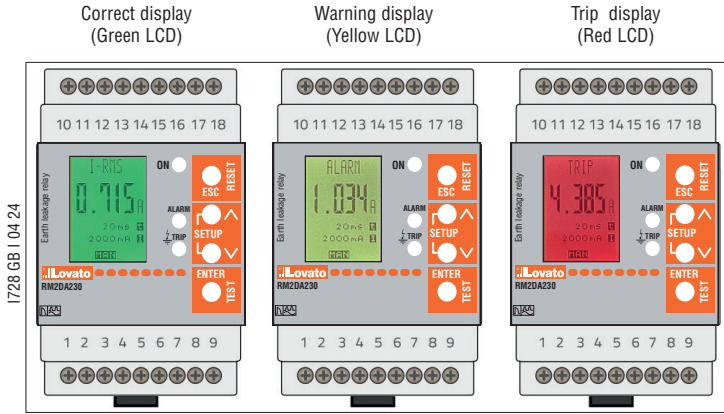 Correct display
(Green LCD)
Warning display
(Yellow LCD)
Trip display
(Red LCD)
I728 GB I 04 24
10 11 12 13 14 15 16 17 18
Earth leakage relay
I-RMS
0.715A
20ms t
2000mA I
MAN
ON
ALARM
TRIP
ESC
RESET
SETUP
ENTER
TEST
Lovato
RM2DA230
1 2 3 4 5 6 7 8 9
10 11 12 13 14 15 16 17 18
Earth leakage relay
ALARM
1.034A
20ms t
2000mA I
MAN
ON
ALARM
TRIP
ESC
RESET
SETUP
ENTER
TEST
Lovato
RM2DA230
1 2 3 4 5 6 7 8 9
10 11 12 13 14 15 16 17 18
Earth leakage relay
TRIP
4.385A
20ms t
2000mA I
MAN
ON
ALARM
TRIP
ESC
RESET
SETUP
ENTER
TEST
Lovato
RM2DA230
1 2 3 4 5 6 7 8 9